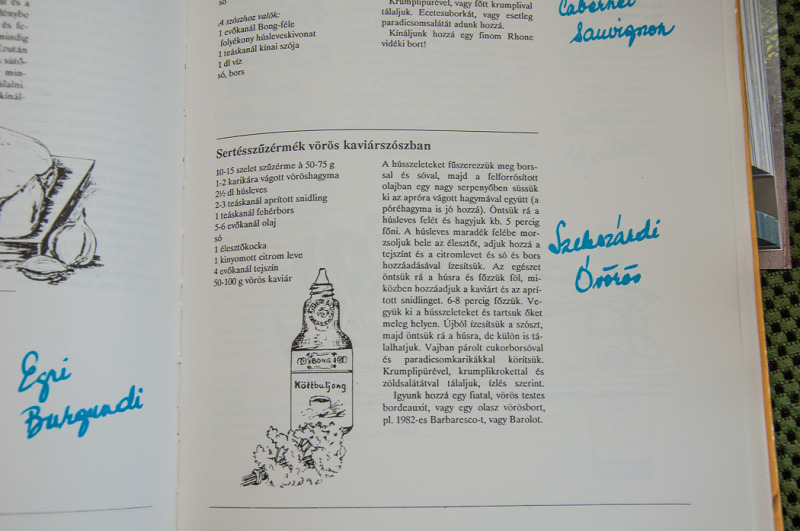 só
A szószhoz valók:
1 evőkanál Bong-féle
folyékony húsleveskivonat
1 teáskanál kínai szója
1 dl víz
só, bors
Krumplipürével, vagy főtt krumplival
tálaljuk. Ecetesuborkát, vagy esetleg
paradicsomsalátát adunk hozzá.
Kínáljunk hozzá egy finom Rhone
vidéki bort!
Cabernet
Sauvignon
Sertésszűzérmék vörös kaviárszószban
10-15 szelet szűzérme à 50-75 g
1-2 karikára vágott vöröshagyma
2½ dl húsleves
2-3 teáskanál aprított snidling
1 teáskanál fehérbors
5-6 evőkanál olaj
só
1 élesztőkocka
1 kinyomott citrom leve
4 evőkanál tejszín
50-100 g vörös kaviár
A hússzeleteket fűszerezzük meg bors-
sal és sóval, majd a felforrósított
olajban egy nagy serpenyőben süssük
ki az apróra vágott hagymával együtt (a
póréhagyma is jó hozzá). Öntsük rá a
húsleves felét és hagyjuk kb. 5 percig
főni. A húsleves maradék felébe mor-
zsoljuk bele az élesztőt, adjuk hozzá a
tejszínt és a citromlevet és só és bors
hozzáadásával ízesítsük. Az egészet
öntsük rá a húsra és főzzük föl, mi-
közben hozzáadjuk a kaviárt és az aprí-
tott snidlinget. 6-8 percig főzzük. Ve-
gyük ki a hússzeleteket és tartsuk őket
meleg helyen. Újból ízesítsük a szószt,
majd öntsük rá a húsra, de külön is tá-
lalhatjuk. Vajban párolt cukorborsóval
és paradicsomkarikákkal körítsük.
Krumplipürével, krumplikrokettal és
zöldsalátával tálaljuk, ízlés szerint.
Igyunk hozzá egy fiatal, vörös testes
bordeauxit, vagy egy olasz vörösbort,
pl. 1982-es Barbaresco-t, vagy Barolot.
Szekszárdi
Óvörös
BONG
Köttbuljong
Egri
Burgundi